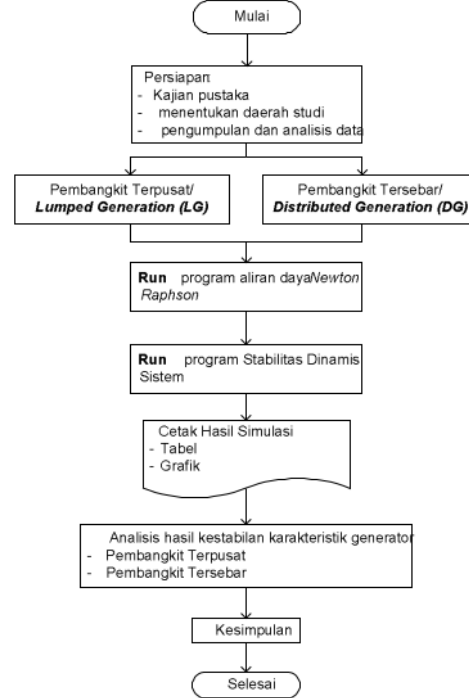 Mulai
Persiapan:
- Kajian pustaka
- menentukan daerah studi
- pengumpulan dan analisis data
Pembangkit Terpusat/
Lumped Generation (LG)
Pembangkit Tersebar/
Distributed Generation (DG)
Run program aliran dayaNewton
Raphson
Run program Stabilitas Dinamis
Sistem
Cetak Hasil Simulasi
- Tabel
- Grafik
Analisis hasil kestabilan karakteristik generator
- Pembangkit Terpusat
- Pembangkit Tersebar
Kesimpulan
Selesai